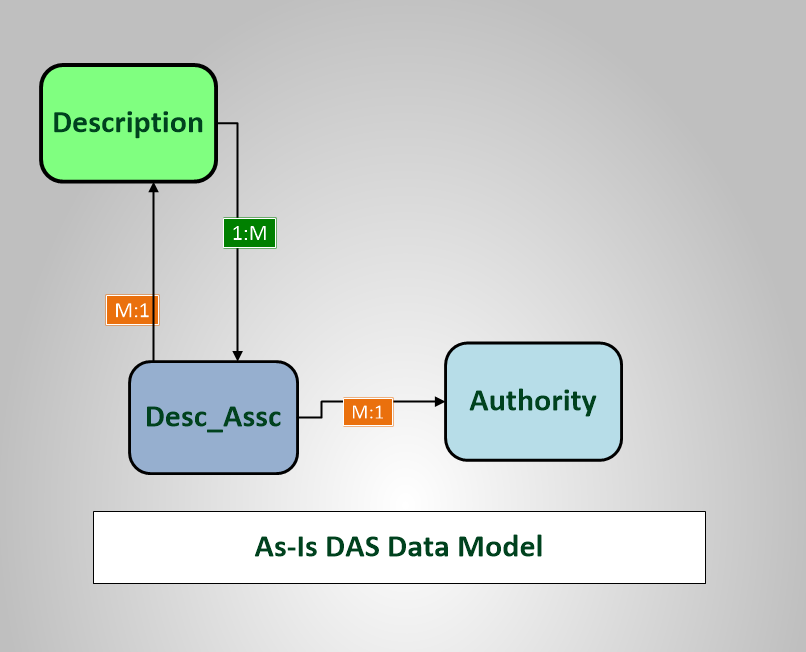 Description
1:M
M:1
Desc_Assc
M:1
Authority
As-Is DAS Data Model